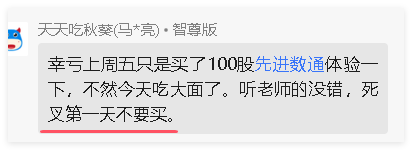 天天吃秋葵(马*亮) • 智尊版
幸亏上周五只是买了100股先进数通体验一
下，不然今天吃大面了。听老师的没错，死
叉第一天不要买。